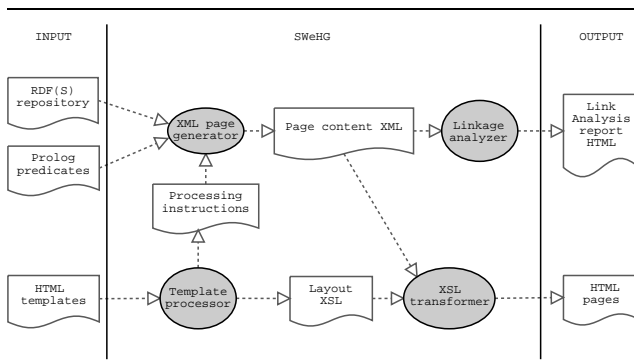 INPUT
SWeHG
OUTPUT
RDF(S)
repository
XML page
generator
Page content XML
Linkage
analyzer
Link
Analysis
report
HTML
Prolog
predicates
Processing
instructions
HTML
templates
Template
processor
Layout
XSL
XSL
transformer
HTML
pages